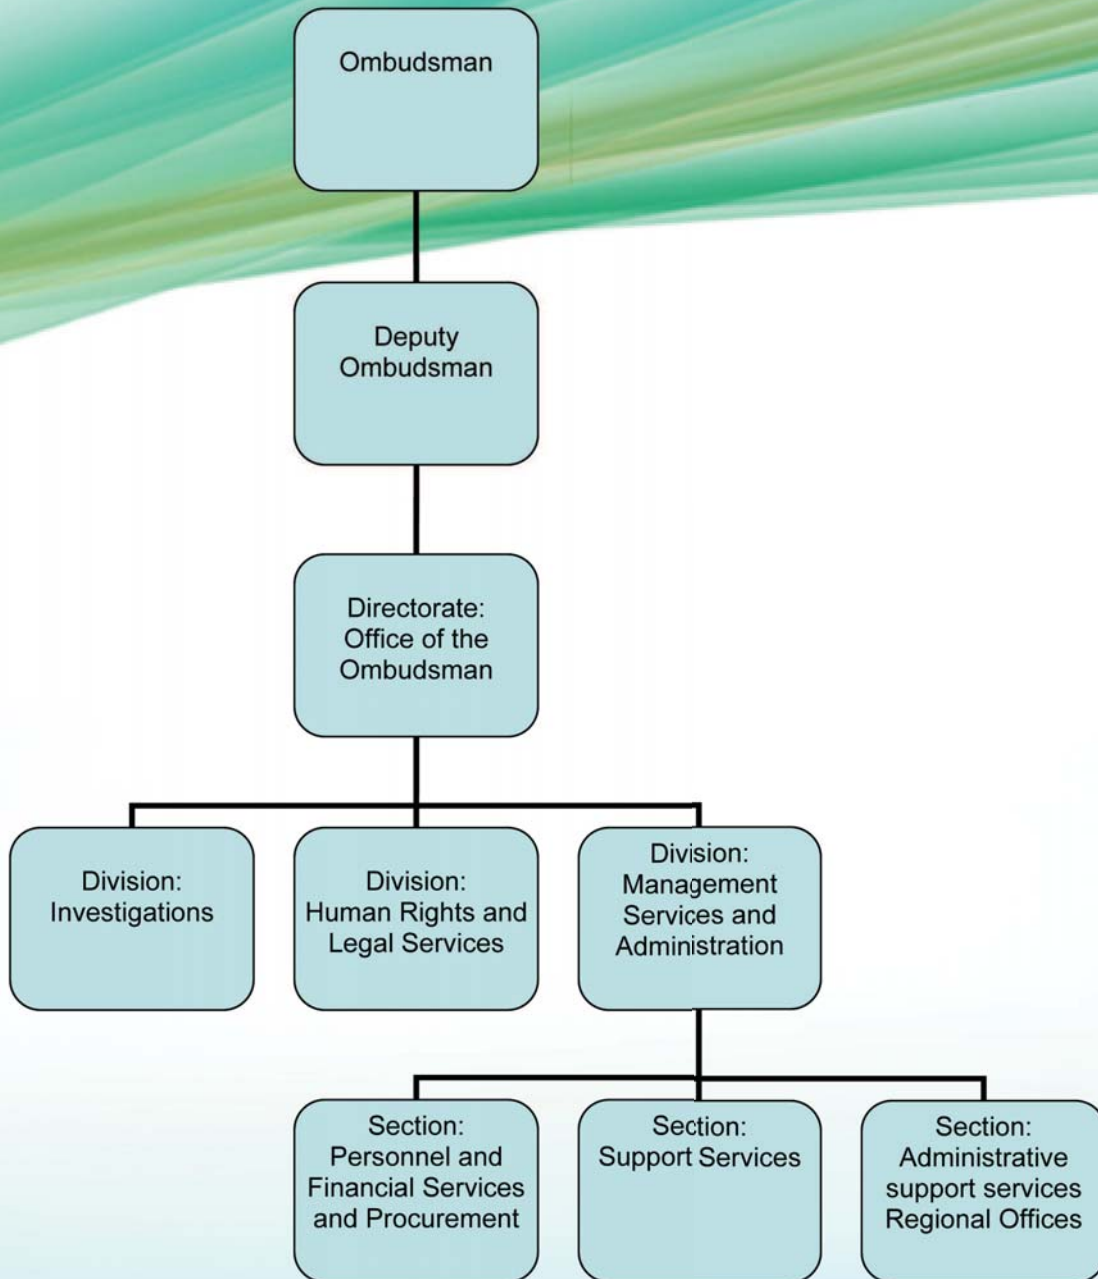 Ombudsman
Deputy
Ombudsman
Directorate:
Office of the
Ombudsman
Division:
Investigations
Division:
Human Rights and
Legal Services
Division:
Management
Services and
Administration
Section:
Personnel and
Financial Services
and Procurement
Section:
Support Services
Section:
Administrative
support services
Regional Offices